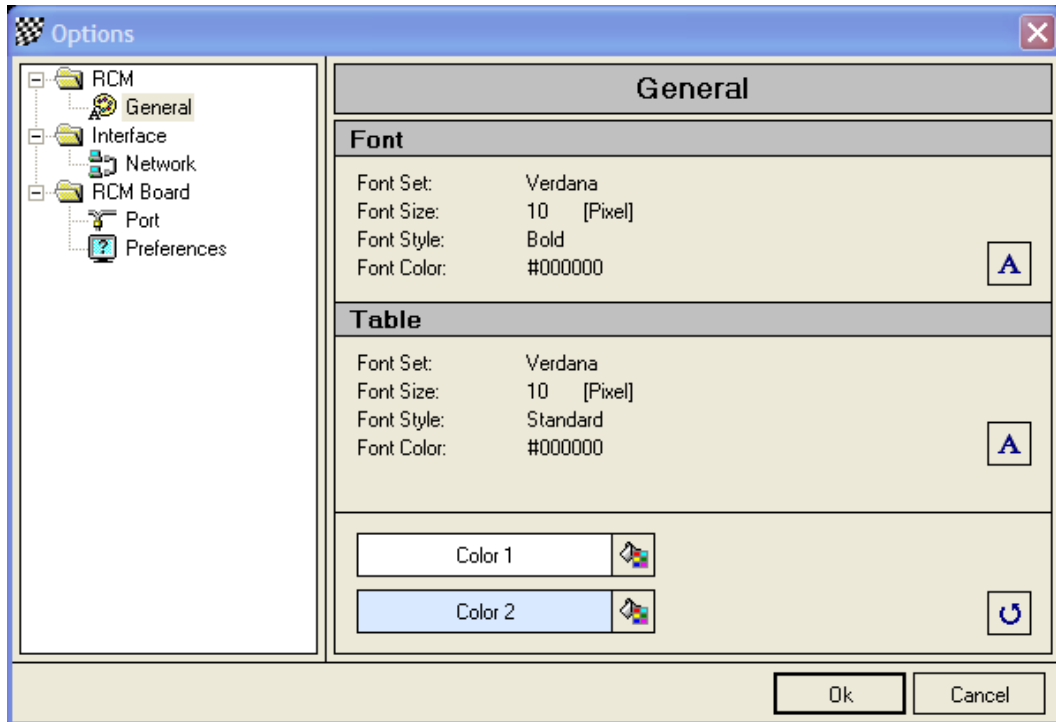 Options
RCM
General
Interface
Network
RCM Board
Port
Preferences
General
Font
Font Set: Verdana
Font Size: 10 [Pixel]
Font Style: Bold
Font Color: #000000
A
Table
Font Set: Verdana
Font Size: 10 [Pixel]
Font Style: Standard
Font Color: #000000
A
Color 1
Color 2
Ok Cancel